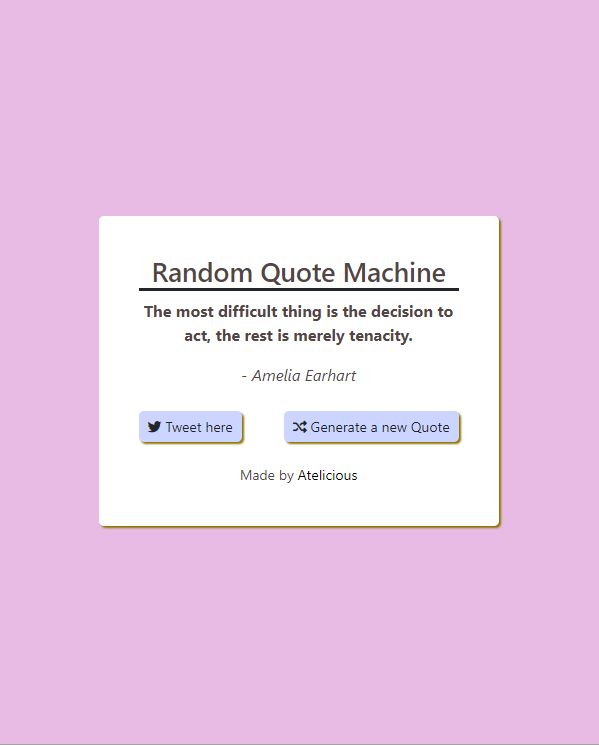 Random Quote Machine
The most difficult thing is the decision to
act, the rest is merely tenacity.
- Amelia Earhart
Tweet here
Generate a new Quote
Made by Atelicious